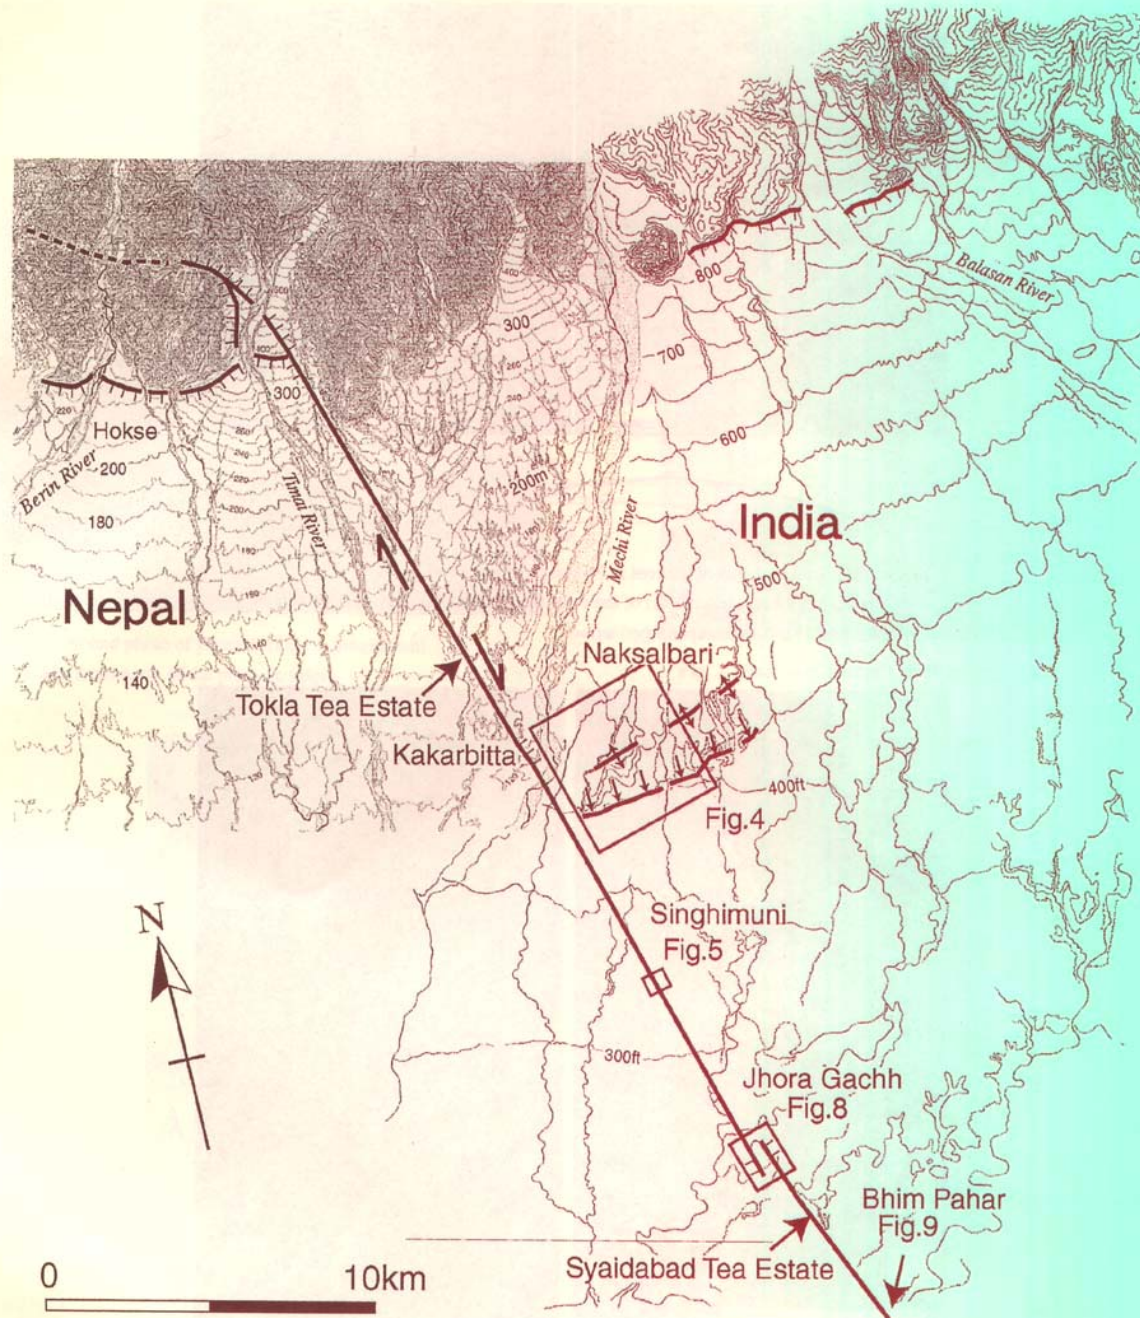 Balasan River
800
300
700
300
220
Hokse
600
200
Berin River
200m
180
Timai River
Mechi River
India
500
Nepal
140
Naksalbari
Tokla Tea Estate
Kakarbitta
400ft
Fig.4
N
Singhimuni
Fig.5
300ft
Jhora Gachh
Fig.8
Bhim Pahar
Fig.9
Syaidabad Tea Estate
0
10km